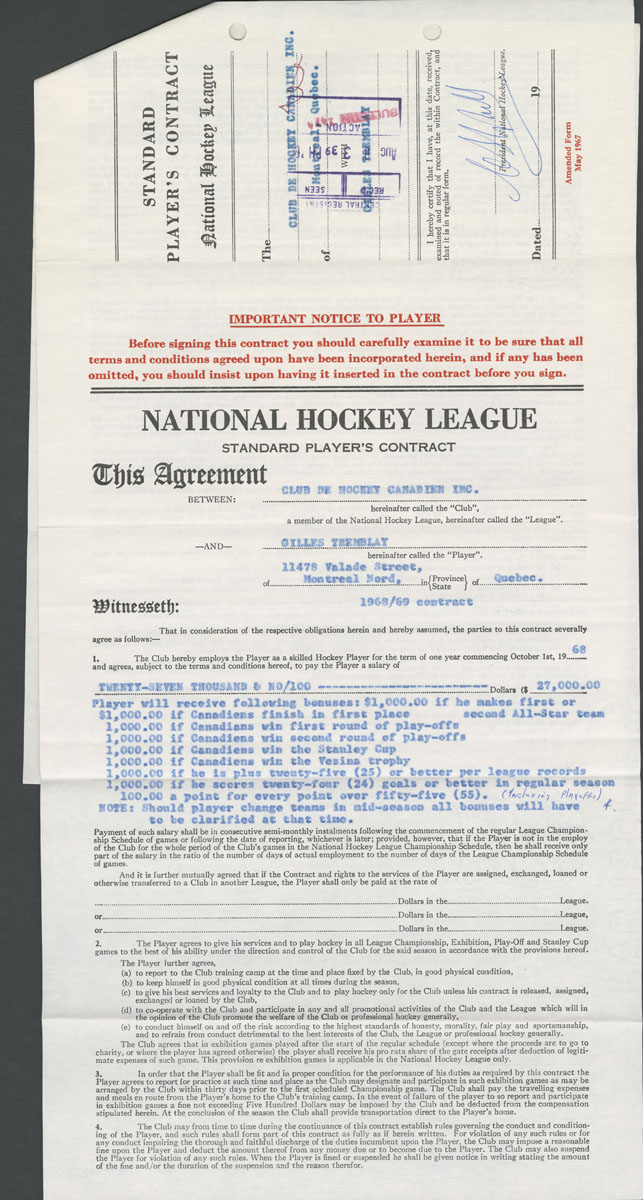 STANDARD
PLAYER'S CONTRACT
National Hockey League
The
CLUB DE HOCKEY CANADIEN INC.
of Montreal, Quebec.
WITH
GILLES TREMBLAY
CENTRAL REGISTRY
REC'D SEEN
AUG
ACTION
I hereby certify that I have, at this date, received,
examined and noted of record the within Contract, and
that it is in regular form.
President National Hockey League.
Dated 19
Amended Form
May 1967
IMPORTANT NOTICE TO PLAYER
Before signing this contract you should carefully examine it to be sure that all
terms and conditions agreed upon have been incorporated herein, and if any has been
omitted, you should insist upon having it inserted in the contract before you sign.
NATIONAL HOCKEY LEAGUE
STANDARD PLAYER'S CONTRACT
This Agreement
BETWEEN: CLUB DE HOCKEY CANADIEN INC.
hereinafter called the "Club",
a member of the National Hockey League, hereinafter called the "League".
—AND— GILLES TREMBLAY
hereinafter called the "Player".
11478 Valade Street,
of Montreal Nord, in {Province State} of Quebec.
Witnesseth: 1968/69 contract
That in consideration of the respective obligations herein and hereby assumed, the parties to this contract severally
agree as follows:—
1. The Club hereby employs the Player as a skilled Hockey Player for the term of one year commencing October 1st, 1968
and agrees, subject to the terms and conditions hereof, to pay the Player a salary of
TWENTY-SEVEN THOUSAND & NO/100 -------------------- Dollars ($ 27,000.00
Player will receive following bonuses: $1,000.00 if he makes first or
$1,000.00 if Canadiens finish in first place second All-Star team
1,000.00 if Canadians win first round of play-offs
1,000.00 if Canadiens win second round of play-offs
1,000.00 if Canadiens win the Stanley Cup
1,000.00 if Canadiens win the Vezina trophy
1,000.00 if he is plus twenty-five (25) or better per league records
1,000.00 if he scores twenty-four (24) goals or better in regular season
100.00 a point for every point over fifty-five (55). (Including Playoffs)
NOTE: Should player change teams in mid-season all bonuses will have
to be clarified at that time.
Payment of such salary shall be in consecutive semi-monthly instalments following the commencement of the regular League Champion-
ship Schedule of games or following the date of reporting, whichever is later; provided, however, that if the Player is not in the employ
of the Club for the whole period of the Club's games in the National Hockey League Championship Schedule, then he shall receive only
part of the salary in the ratio of the number of days of actual employment to the number of days of the League Championship Schedule
of games.
And it is further mutually agreed that if the Contract and rights to the services of the Player are assigned, exchanged, loaned or
otherwise transferred to a Club in another League, the Player shall only be paid at the rate of
Dollars in the League.
or Dollars in the League,
or Dollars in the League.
2. The Player agrees to give his services and to play hockey in all League Championship, Exhibition, Play-Off and Stanley Cup
games to the best of his ability under the direction and control of the Club for the said season in accordance with the provisions hereof.
The Player further agrees,
(a) to report to the Club training camp at the time and place fixed by the Club, in good physical condition,
(b) to keep himself in good physical condition at all times during the season,
(c) to give his best services and loyalty to the Club and to play hockey only for the Club unless his contract is released, assigned,
exchanged or loaned by the Club,
(d) to co-operate with the Club and participate in any and all promotional activities of the Club and the League which will in
the opinion of the Club promote the welfare of the Club or professional hockey generally,
(e) to conduct himself on and off the rink according to the highest standards of honesty, morality, fair play and sportsmanship,
and to refrain from conduct detrimental to the best interests of the Club, the League or professional hockey generally.
The Club agrees that in exhibition games played after the start of the regular schedule (except where the proceeds are to go to
charity, or where the player has agreed otherwise) the player shall receive his pro rata share of the gate receipts after deduction of legiti-
mate expenses of such game. This provision re exhibition games is applicable in the National Hockey League only.
3. In order that the Player shall be fit and in proper condition for the performance of his duties as required by this contract the
Player agrees to report for practice at such time and place as the Club may designate and participate in such exhibition games as may be
arranged by the Club within thirty days prior to the first scheduled Championship game. The Club shall pay the travelling expenses
and meals en route from the Player's home to the Club's training camp. In the event of failure of the player to so report and participate
in exhibition games a fine not exceeding Five Hundred Dollars may be imposed by the Club and be deducted from the compensation
stipulated herein. At the conclusion of the season the Club shall provide transportation direct to the Player's home.
4. The Club may from time to time during the continuance of this contract establish rules governing the conduct and condition-
ing of the Player, and such rules shall form part of this contract as fully as if herein written. For violation of any such rules or for
any conduct impairing the thorough and faithful discharge of the duties incumbent upon the Player, the Club may impose a reasonable
fine upon the Player and deduct the amount thereof from any money due or to become due to the Player. The Club may also suspend
the Player for violation of any such rules. When the Player is fined or suspended he shall be given notice in writing stating the amount
of the fine and/or the duration of the suspension and the reason therefor.